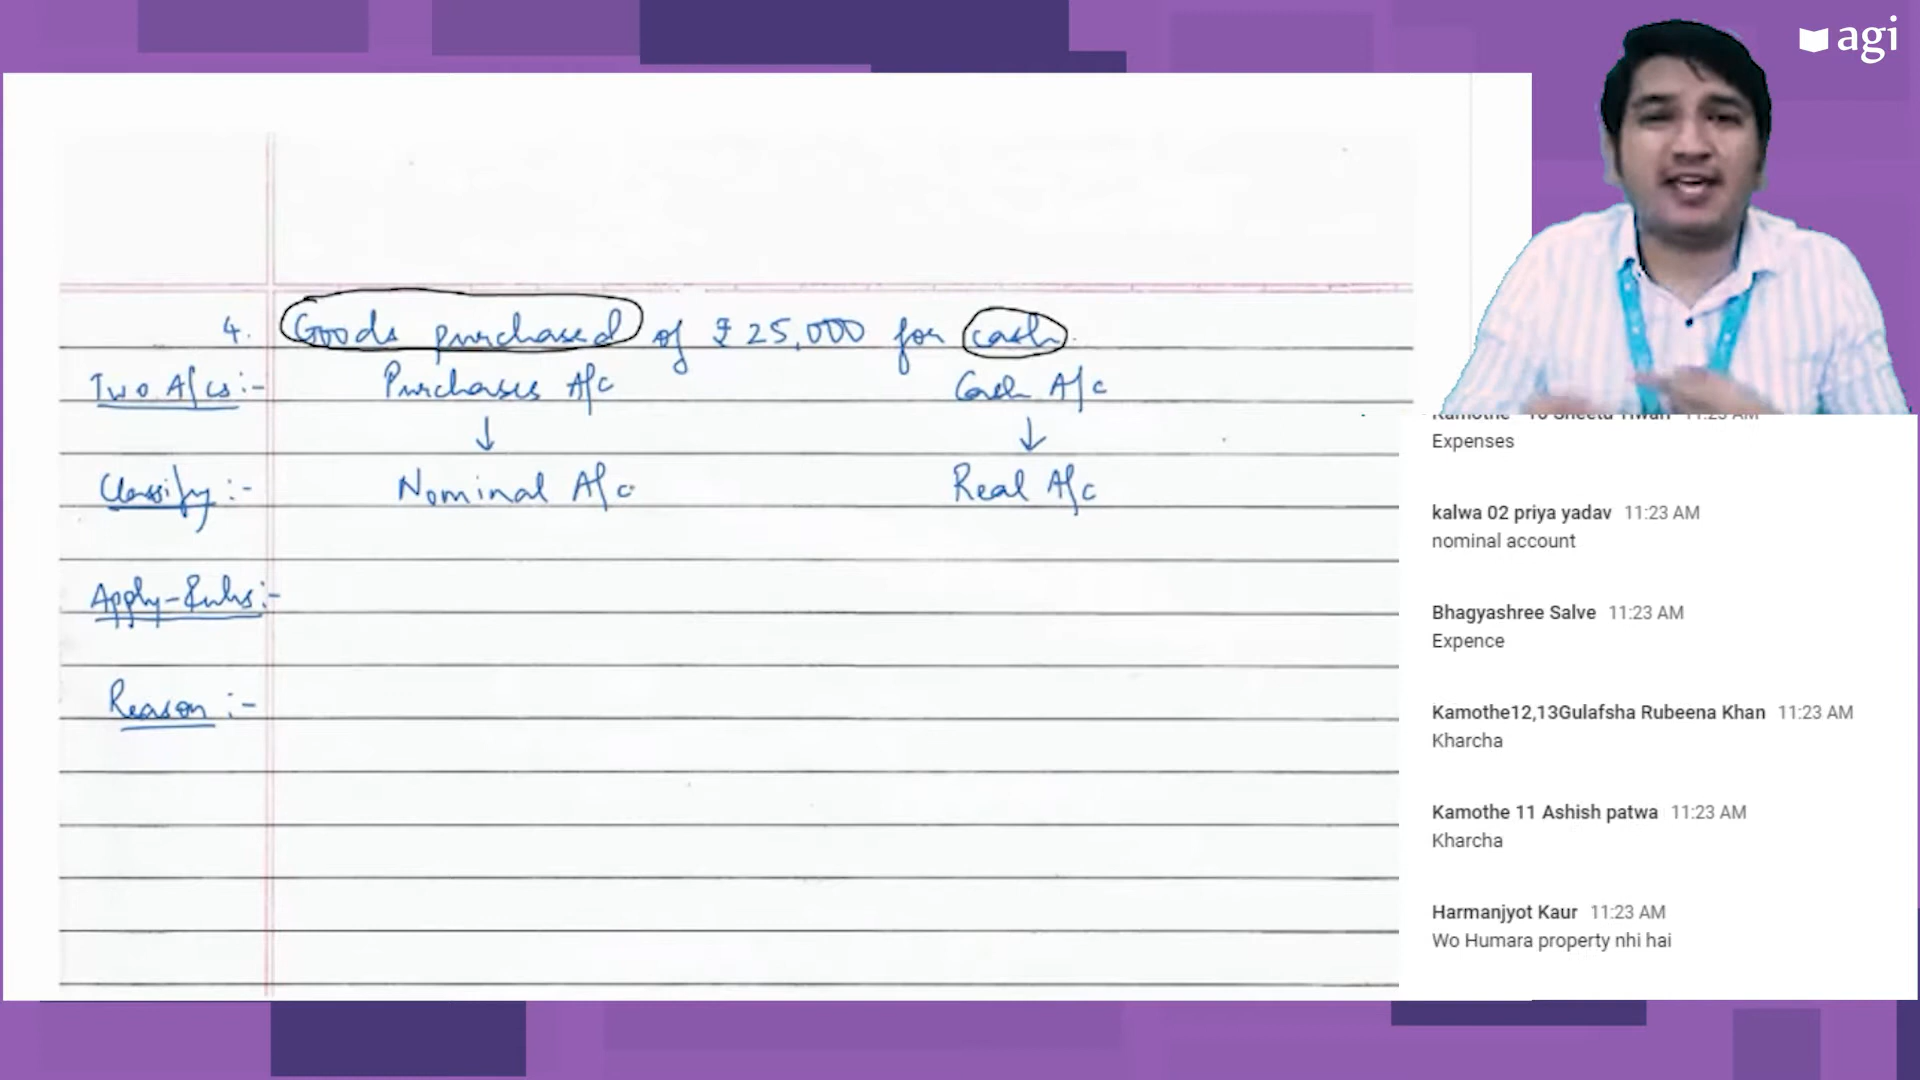 agi
4. Goods purchased of ₹ 25,000 for cash.
Two A/cs :- Purchases A/c Cash A/c
Classify :- Nominal A/c Real A/c
Apply-Rules :-
Reason :-
11:23 AM
Expenses
kalwa 02 priya yadav 11:23 AM
nominal account
Bhagyashree Salve 11:23 AM
Expence
Kamothe12,13Gulafsha Rubeena Khan 11:23 AM
Kharcha
Kamothe 11 Ashish patwa 11:23 AM
Kharcha
Harmanjyot Kaur 11:23 AM
Wo Humara property nhi hai